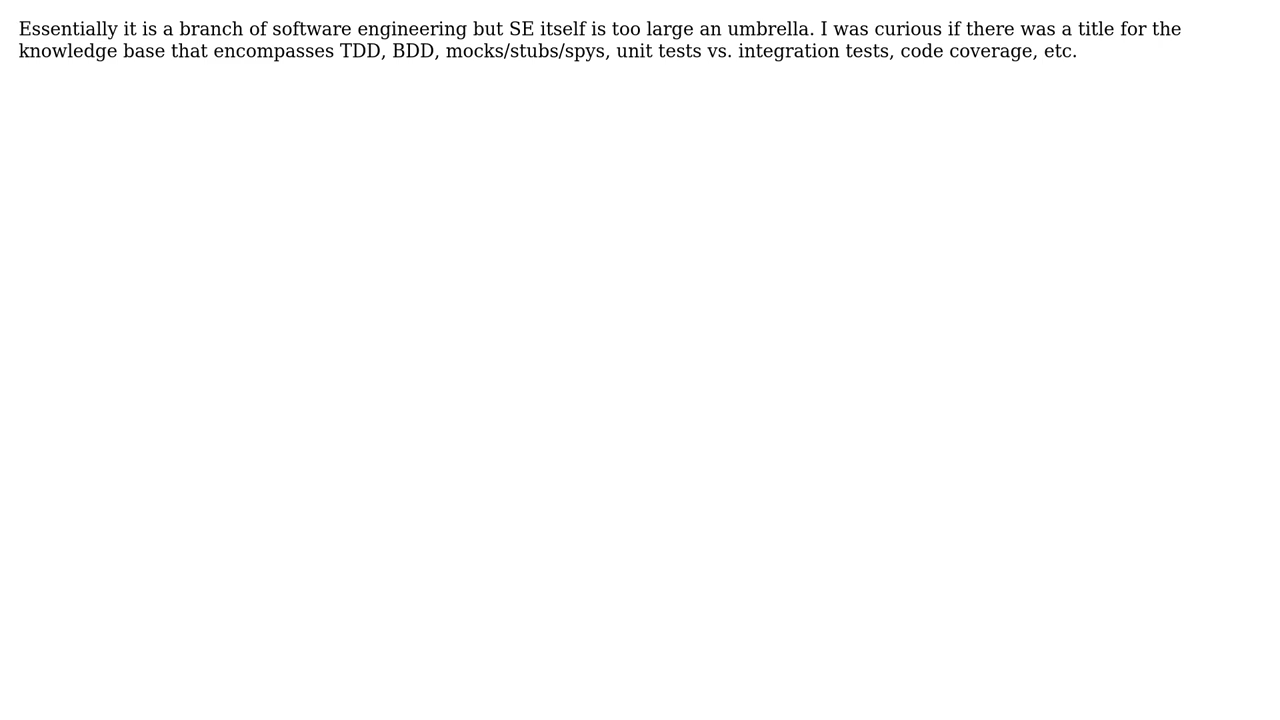 Essentially it is a branch of software engineering but SE itself is too large an umbrella. I was curious if there was a title for the
knowledge base that encompasses TDD, BDD, mocks/stubs/spys, unit tests vs. integration tests, code coverage, etc.